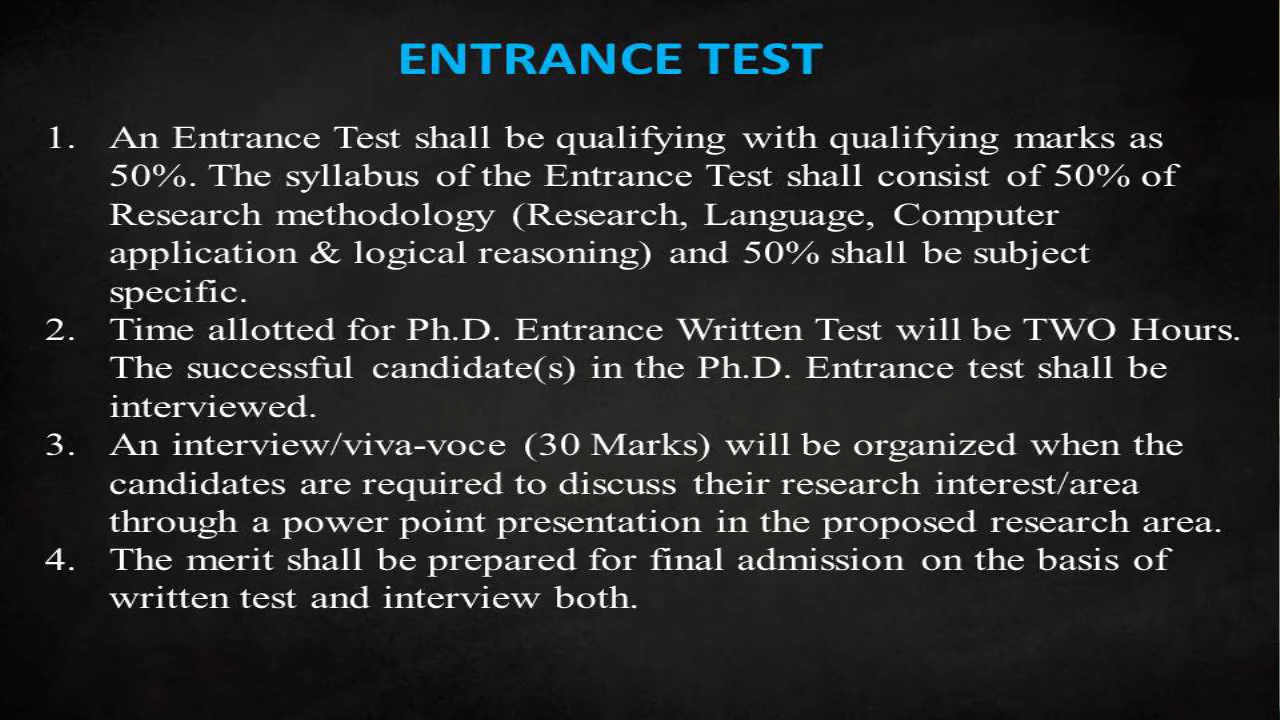 ENTRANCE TEST
1. An Entrance Test shall be qualifying with qualifying marks as
50%. The syllabus of the Entrance Test shall consist of 50% of
Research methodology (Research, Language, Computer
application & logical reasoning) and 50% shall be subject
specific.
2. Time allotted for Ph.D. Entrance Written Test will be TWO Hours.
The successful candidate(s) in the Ph.D. Entrance test shall be
interviewed.
3. An interview/viva-voce (30 Marks) will be organized when the
candidates are required to discuss their research interest/area
through a power point presentation in the proposed research area.
4. The merit shall be prepared for final admission on the basis of
written test and interview both.